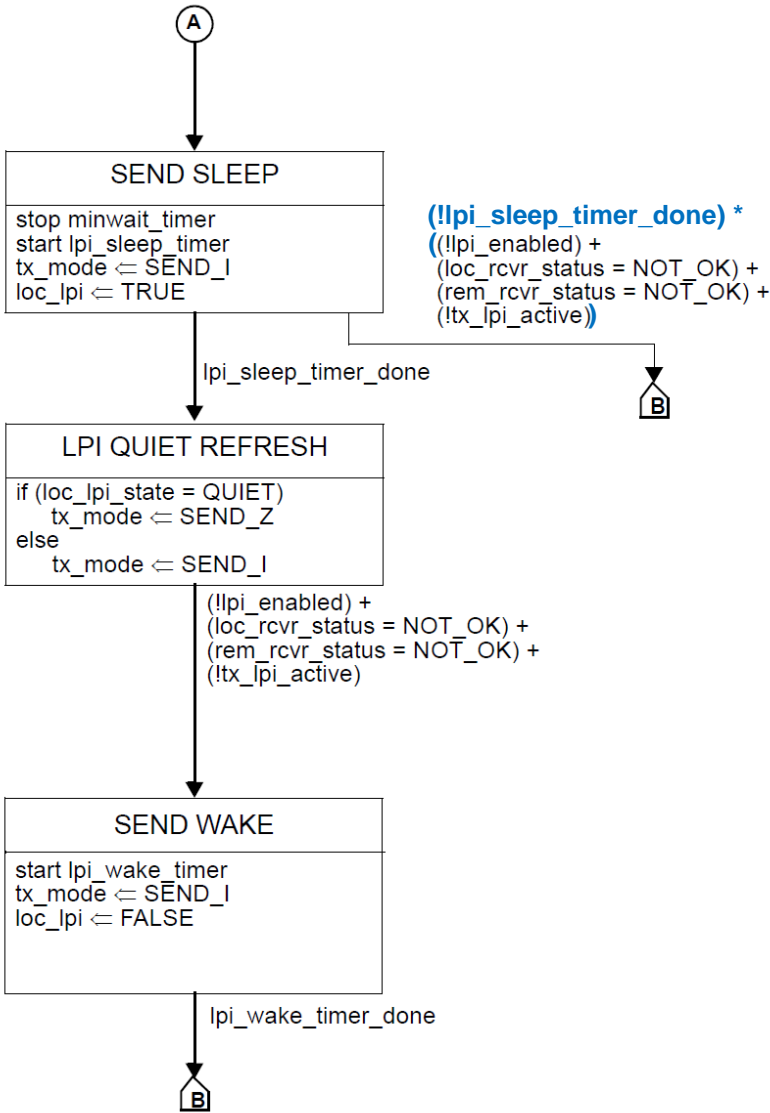 A
SEND SLEEP
stop minwait_timer
start lpi_sleep_timer
tx_mode ⇐ SEND_I
loc_lpi ⇐ TRUE
(!lpi_sleep_timer_done) *
((!lpi_enabled) +
(loc_rcvr_status = NOT_OK) +
(rem_rcvr_status = NOT_OK) +
(!tx_lpi_active))
B
lpi_sleep_timer_done
LPI QUIET REFRESH
if (loc_lpi_state = QUIET)
tx_mode ⇐ SEND_Z
else
tx_mode ⇐ SEND_I
(!lpi_enabled) +
(loc_rcvr_status = NOT_OK) +
(rem_rcvr_status = NOT_OK) +
(!tx_lpi_active)
SEND WAKE
start lpi_wake_timer
tx_mode ⇐ SEND_I
loc_lpi ⇐ FALSE
lpi_wake_timer_done
B